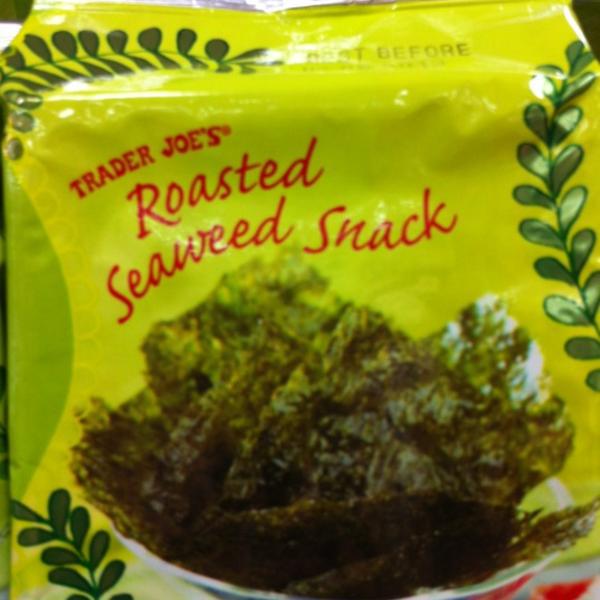 BEST BEFORE
TRADER JOE'S®
Roasted
Seaweed Snack